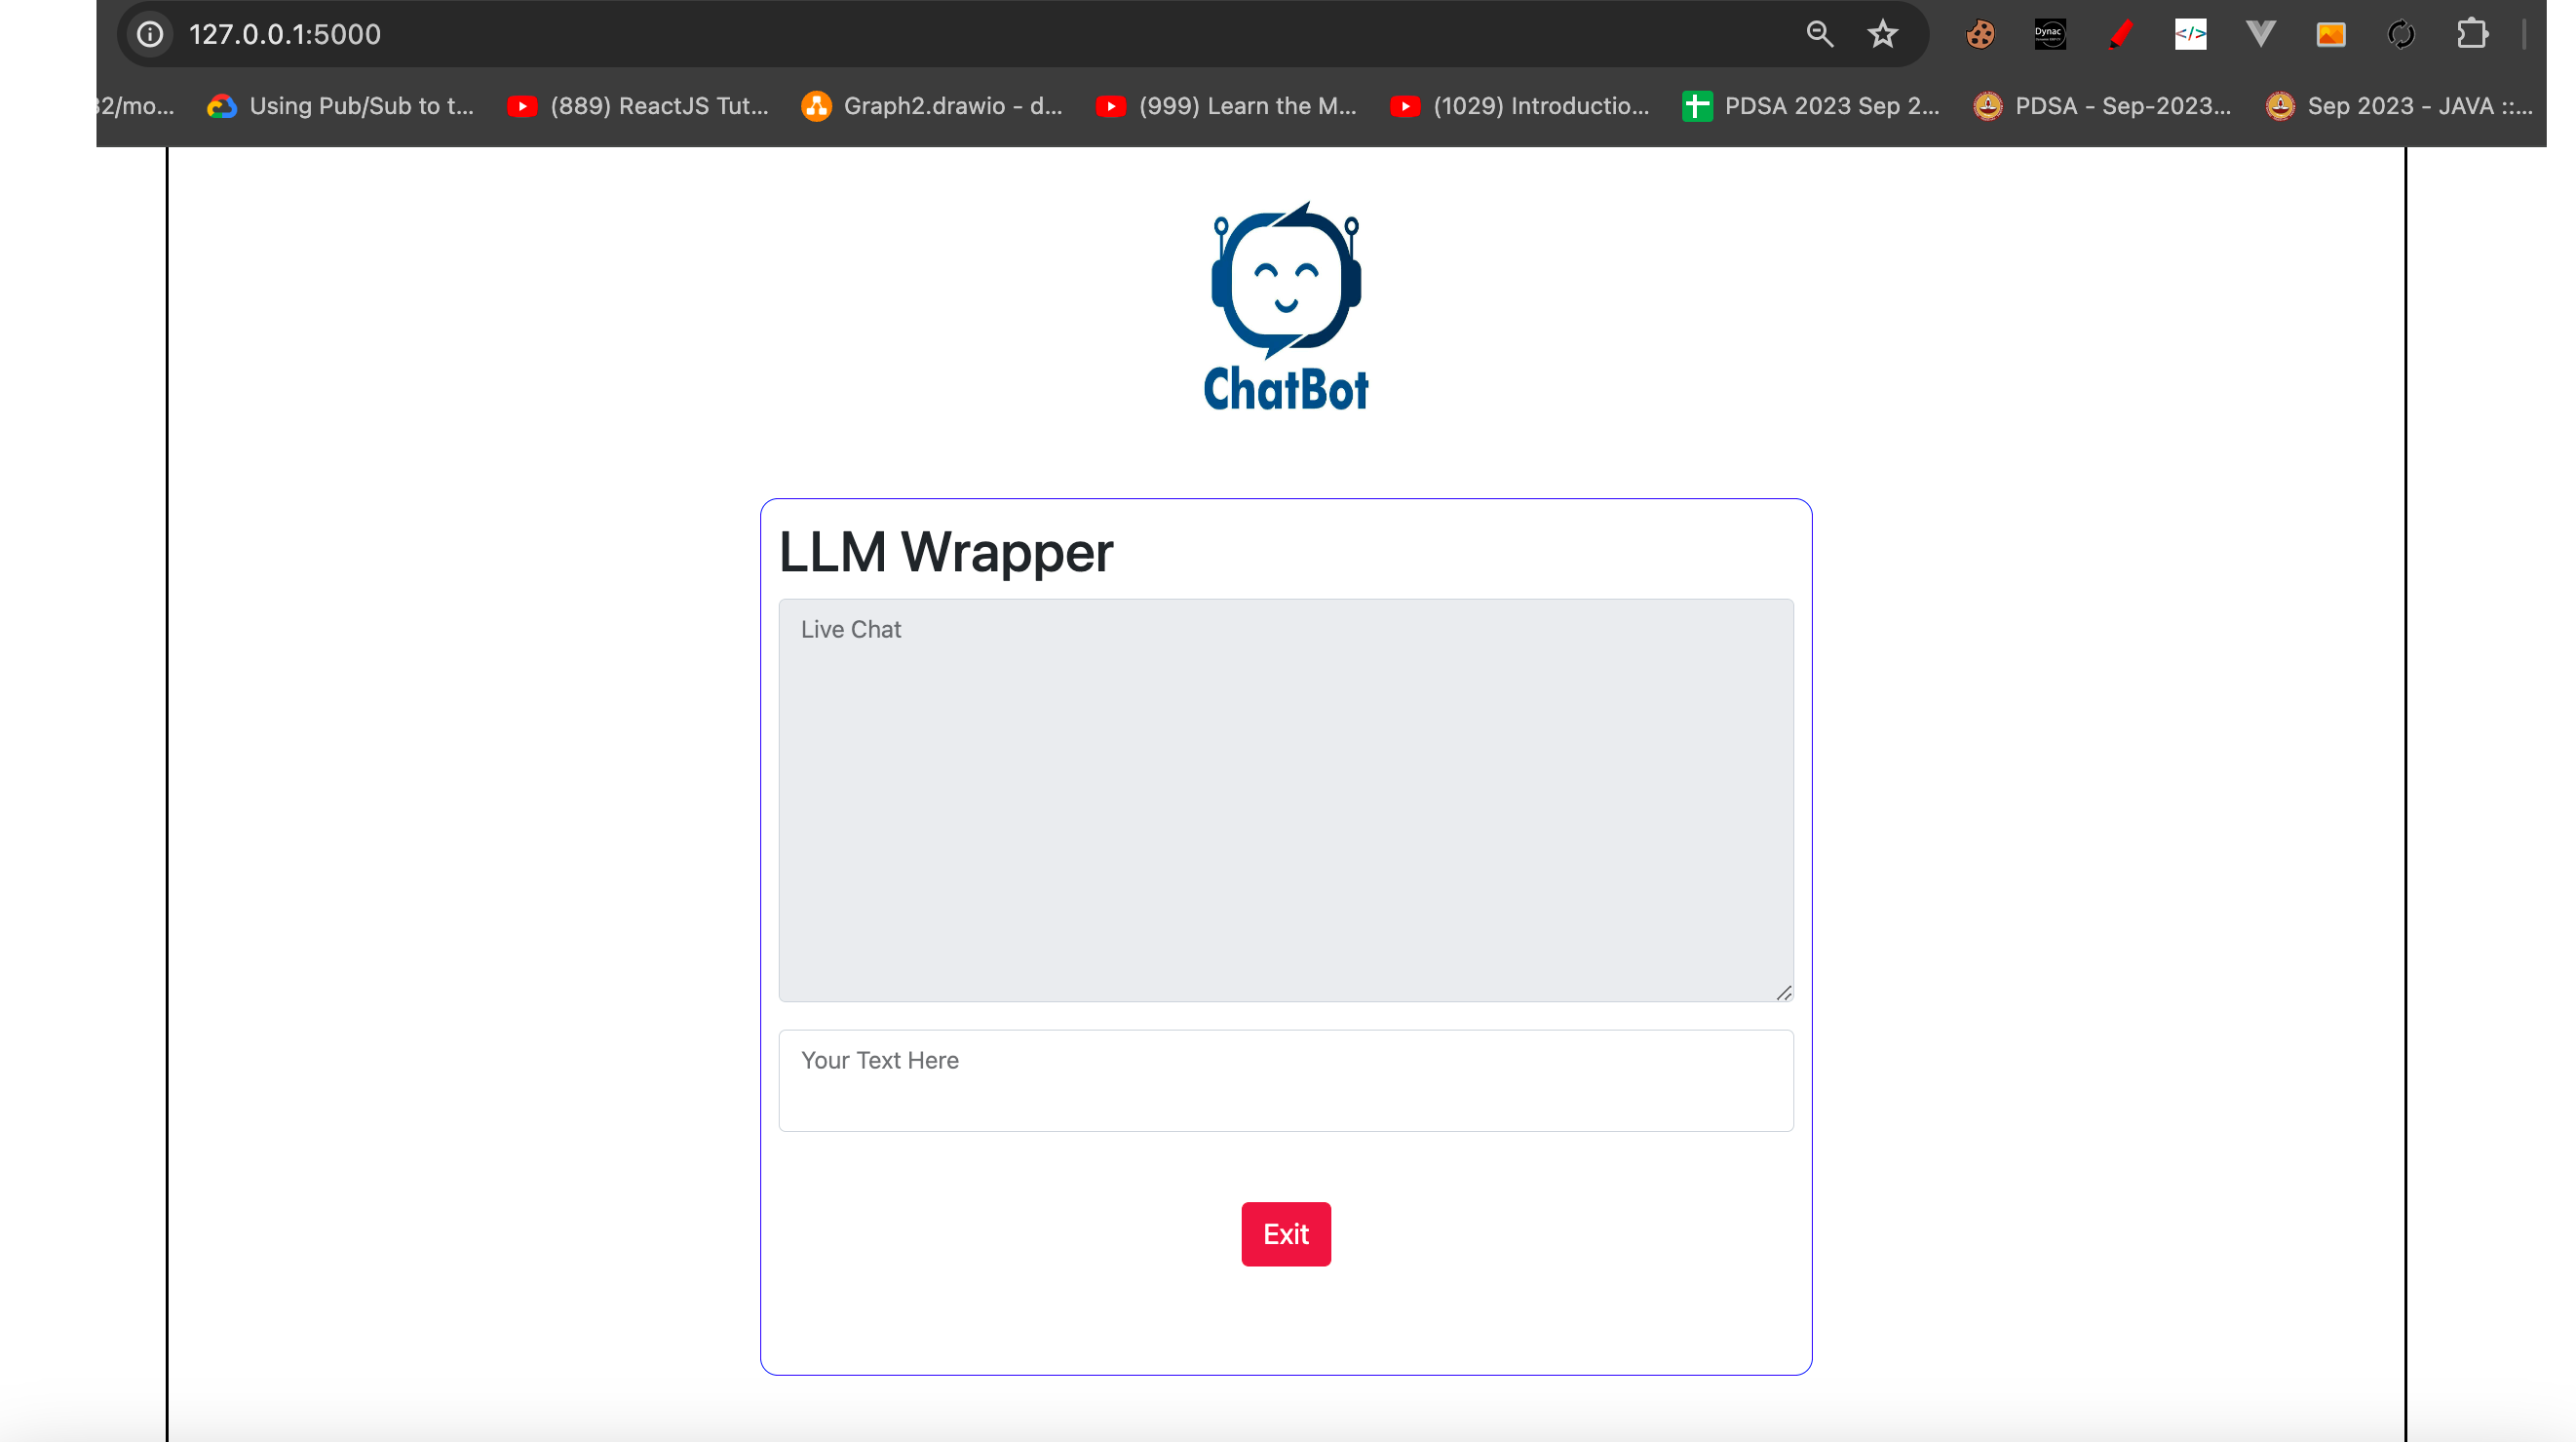 127.0.0.1:5000
Dynac
</>
32/mo... Using Pub/Sub to t... (889) ReactJS Tut... Graph2.drawio - d... (999) Learn the M... (1029) Introductio... PDSA 2023 Sep 2... PDSA - Sep-2023... Sep 2023 - JAVA ::...
ChatBot
LLM Wrapper
Live Chat
Your Text Here
Exit